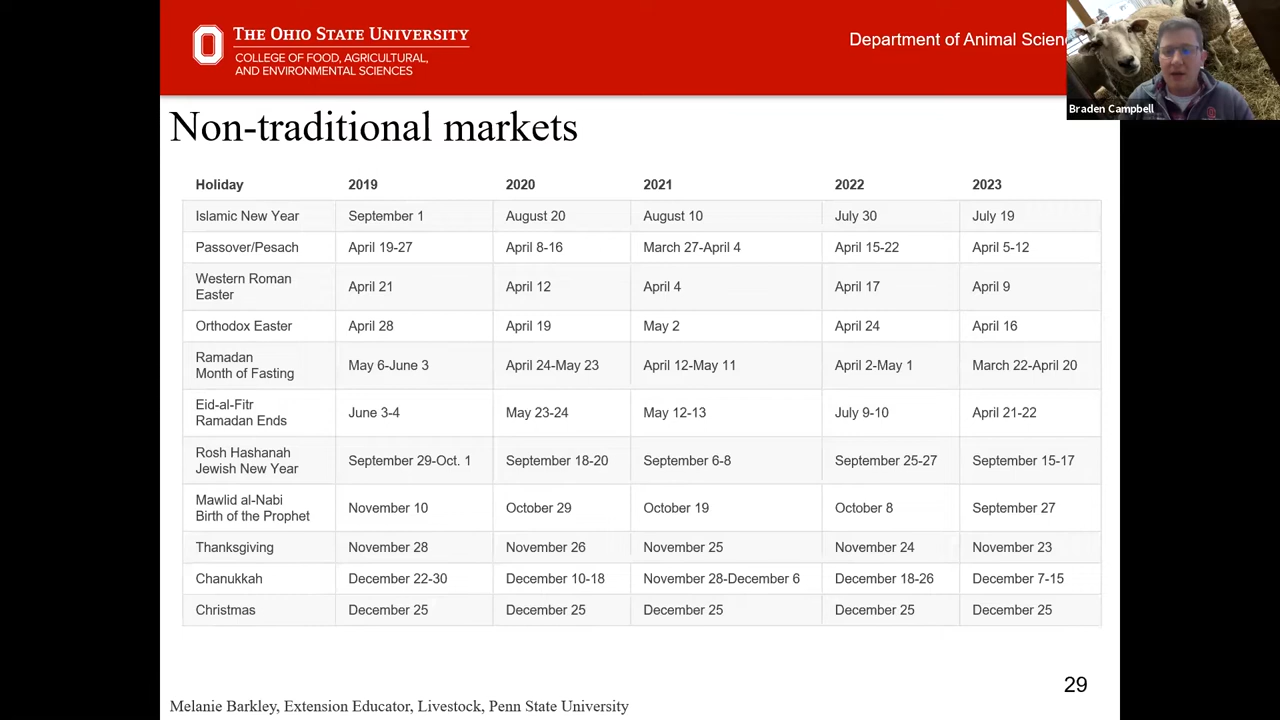 THE OHIO STATE UNIVERSITY
COLLEGE OF FOOD, AGRICULTURAL,
AND ENVIRONMENTAL SCIENCES
Department of Animal
Braden Campbell
Non-traditional markets
Holiday 2019 2020 2021 2022 2023
Islamic New Year September 1 August 20 August 10 July 30 July 19
Passover/Pesach April 19-27 April 8-16 March 27-April 4 April 15-22 April 5-12
Western Roman
Easter April 21 April 12 April 4 April 17 April 9
Orthodox Easter April 28 April 19 May 2 April 24 April 16
Ramadan
Month of Fasting May 6-June 3 April 24-May 23 April 12-May 11 April 2-May 1 March 22-April 20
Eid-al-Fitr
Ramadan Ends June 3-4 May 23-24 May 12-13 July 9-10 April 21-22
Rosh Hashanah
Jewish New Year September 29-Oct. 1 September 18-20 September 6-8 September 25-27 September 15-17
Mawlid al-Nabi
Birth of the Prophet November 10 October 29 October 19 October 8 September 27
Thanksgiving November 28 November 26 November 25 November 24 November 23
Chanukkah December 22-30 December 10-18 November 28-December 6 December 18-26 December 7-15
Christmas December 25 December 25 December 25 December 25 December 25
29
Melanie Barkley, Extension Educator, Livestock, Penn State University